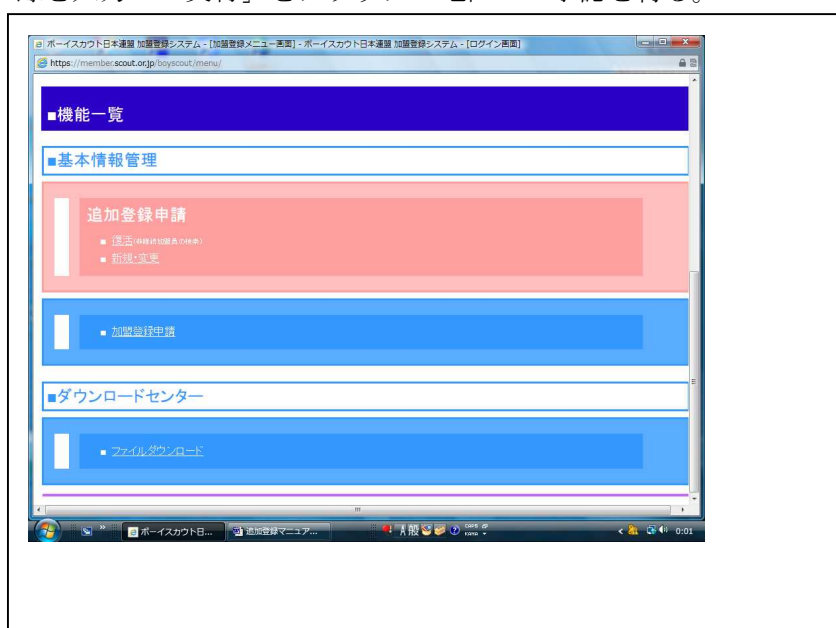 ボーイスカウト日本連盟 加盟登録システム - [加盟登録メニュー画面] - ボーイスカウト日本連盟 加盟登録システム - [ログイン画面]
https://member.scout.or.jp/boyscout/menu/
■機能一覧
■基本情報管理
追加登録申請
■ 復活
■ 新規・変更
■ 加盟登録申請
■ダウンロードセンター
■ ファイルダウンロード
ボーイスカウト日...
追加登録マニュア...
A 般
CAPS
KANA
0:01